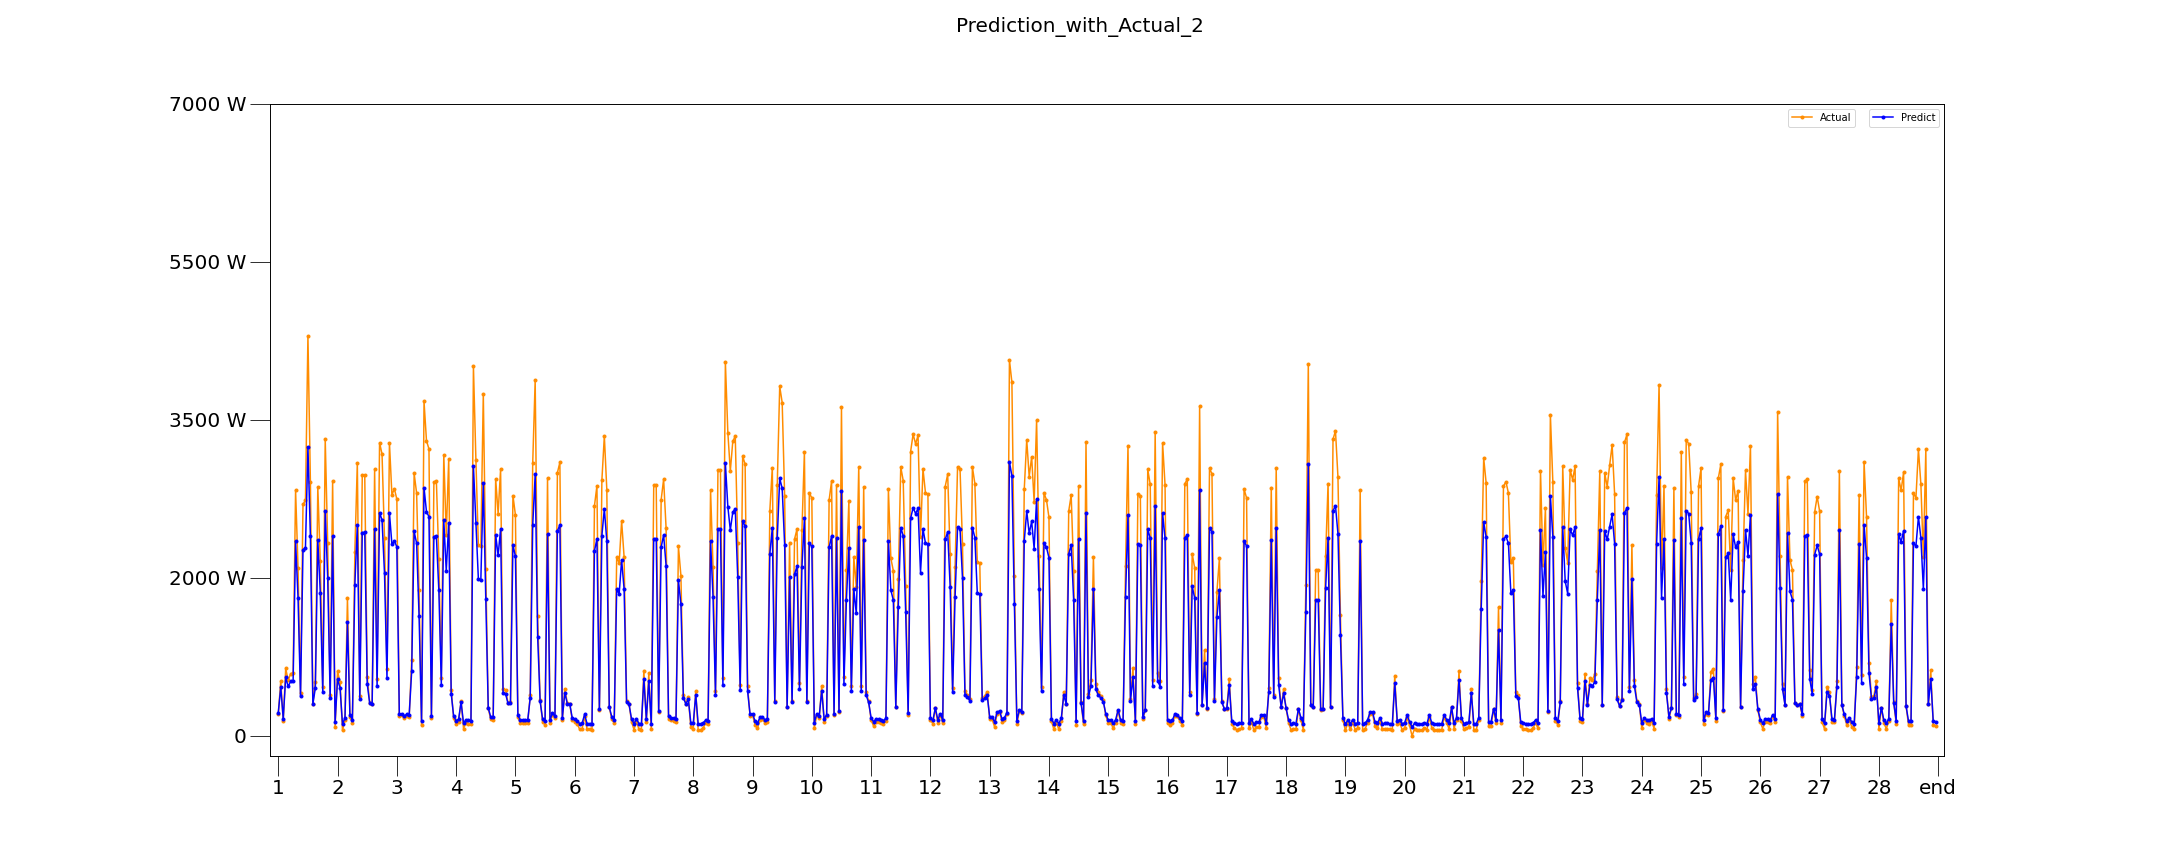 Prediction_with_Actual_2
7000 W
Actual Predict
5500 W
3500 W
2000 W
0
1 2 3 4 5 6 7 8 9 10 11 12 13 14 15 16 17 18 19 20 21 22 23 24 25 26 27 28 end